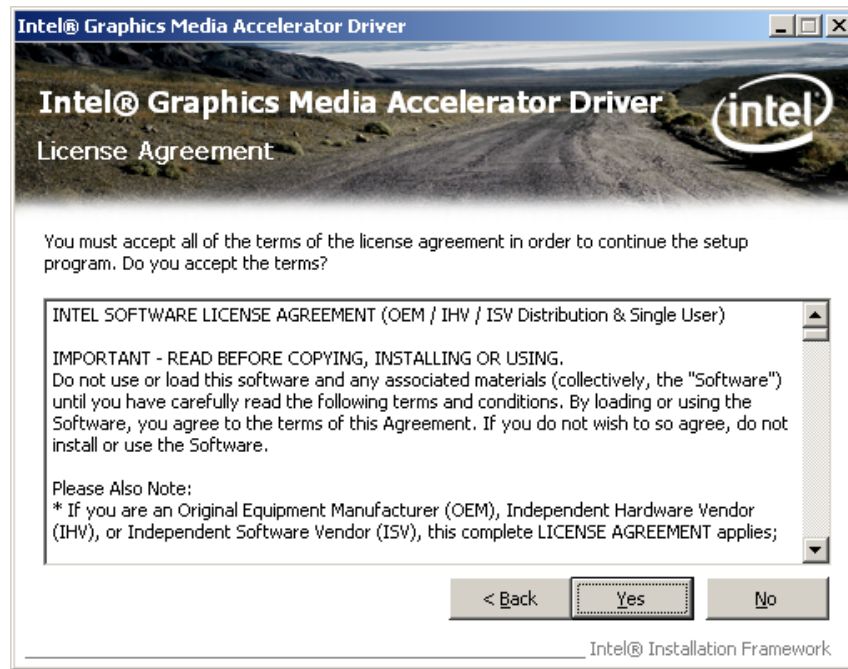 Intel® Graphics Media Accelerator Driver
Intel® Graphics Media Accelerator Driver
intel
License Agreement
You must accept all of the terms of the license agreement in order to continue the setup
program. Do you accept the terms?
INTEL SOFTWARE LICENSE AGREEMENT (OEM / IHV / ISV Distribution & Single User)
IMPORTANT - READ BEFORE COPYING, INSTALLING OR USING.
Do not use or load this software and any associated materials (collectively, the "Software")
until you have carefully read the following terms and conditions. By loading or using the
Software, you agree to the terms of this Agreement. If you do not wish to so agree, do not
install or use the Software.
Please Also Note:
* If you are an Original Equipment Manufacturer (OEM), Independent Hardware Vendor
(IHV), or Independent Software Vendor (ISV), this complete LICENSE AGREEMENT applies;
< Back
Yes
No
Intel® Installation Framework